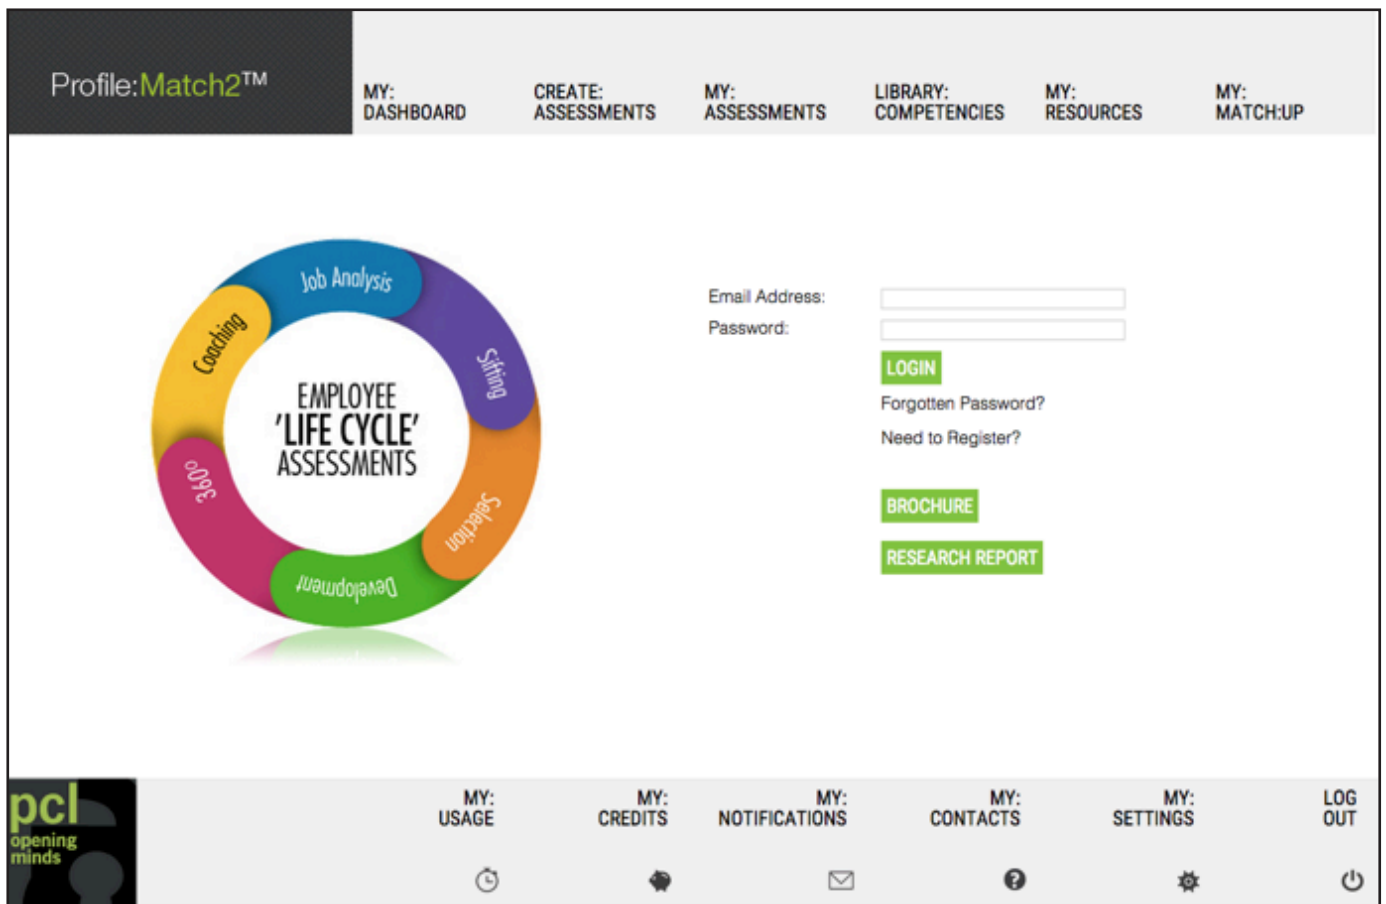 Profile:Match2™
MY:
DASHBOARD
CREATE:
ASSESSMENTS
MY:
ASSESSMENTS
LIBRARY:
COMPETENCIES
MY:
RESOURCES
MY:
MATCH:UP
Job Analysis
Sifting
Selection
Development
360º
Coaching
EMPLOYEE
'LIFE CYCLE'
ASSESSMENTS
Email Address:
Password:
LOGIN
Forgotten Password?
Need to Register?
BROCHURE
RESEARCH REPORT
pcl
opening
minds
MY:
USAGE
MY:
CREDITS
MY:
NOTIFICATIONS
MY:
CONTACTS
MY:
SETTINGS
LOG
OUT
?